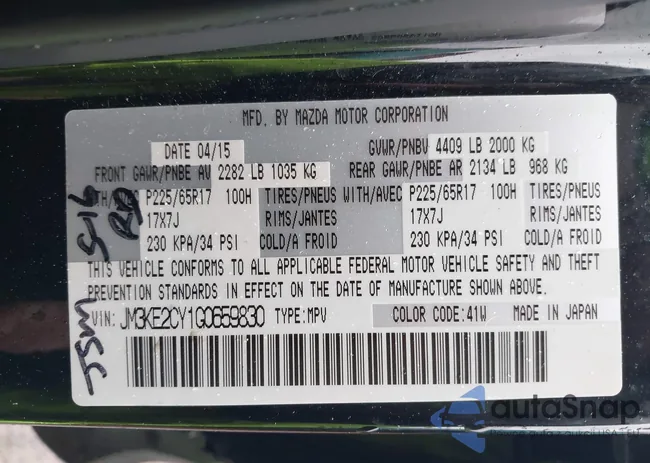 MFD. BY MAZDA MOTOR CORPORATION
DATE 04/15 GVWR/PNBV 4409 LB 2000 KG
FRONT GAWR/PNBE AV 2282 LB 1035 KG REAR GAWR/PNBE AR 2134 LB 968 KG
P225/65R17 100H TIRES/PNEUS WITH/AVEC P225/65R17 100H TIRES/PNEUS
17X7J RIMS/JANTES 17X7J RIMS/JANTES
230 KPA/34 PSI COLD/A FROID 230 KPA/34 PSI COLD/A FROID
THIS VEHICLE CONFORMS TO ALL APPLICABLE FEDERAL MOTOR VEHICLE SAFETY AND THEFT
PREVENTION STANDARDS IN EFFECT ON THE DATE OF MANUFACTURE SHOWN ABOVE.
VIN: JM3KE2CY1G0659830 TYPE:MPV COLOR CODE:41W MADE IN JAPAN
autoSnap